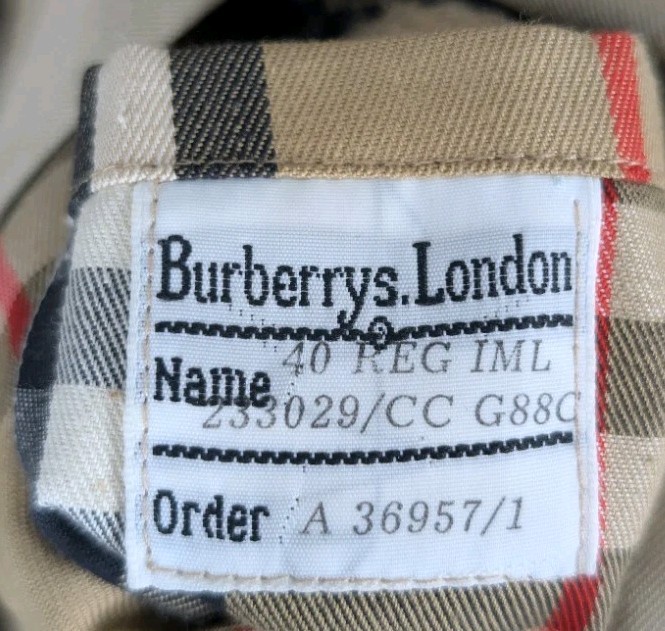 Burberrys. London
40 REG IML
Name
233029/CC G88C
Order A 36957/1